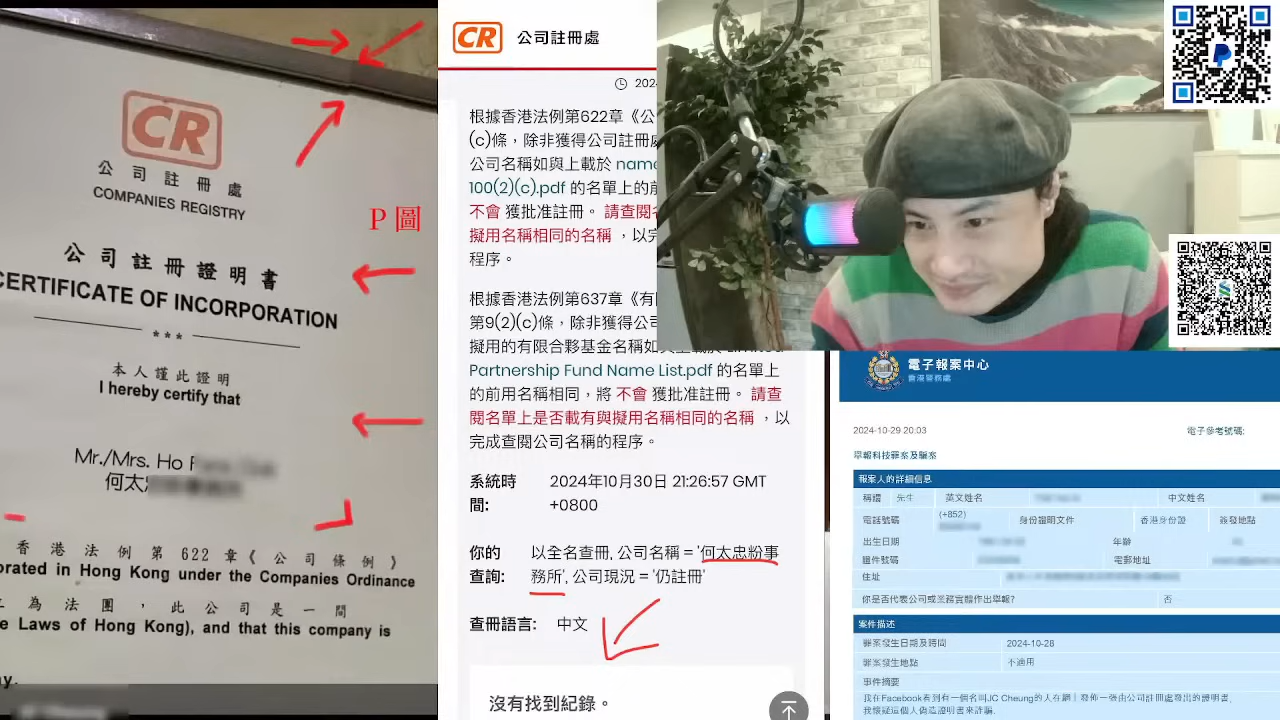 CR
公司註冊處
COMPANIES REGISTRY
P 圖
公司註冊證明書
CERTIFICATE OF INCORPORATION
***
本人謹此證明
I hereby certify that
Mr./Mrs. Ho
何太
香港法例第622章《公司條例》
orated in Hong Kong under the Companies Ordinance
為法團，此公司是一間
e Laws of Hong Kong), and that this company is
ny.
CR 公司註冊處
202
根據香港法例第622章《公
(c)條，除非獲得公司註冊處
公司名稱如與上載於 name
100(2)(c).pdf 的名單上的前
不會 獲批准註冊。 請查閱名
擬用名稱相同的名稱 ，以完
程序。
根據香港法例第637章《有
第9(2)(c)條，除非獲得公司
擬用的有限合夥基金名稱如
Partnership Fund Name List.pdf 的名單上
的前用名稱相同，將 不會 獲批准註冊。 請查
閱名單上是否載有與擬用名稱相同的名稱 ，以
完成查閱公司名稱的程序。
系統時間: 2024年10月30日 21:26:57 GMT
+0800
你的查詢: 以全名查冊, 公司名稱 = '何太忠紛事
務所', 公司現況 = '仍註冊'
查冊語言: 中文
沒有找到紀錄。
電子報案中心
香港警務處
2024-10-29 20:03 電子參考號碼:
舉報科技罪案及騙案
報案人的詳細信息
稱謂 先生 英文姓名 中文姓名
電話號碼 (+852) 身份證明文件 香港身份證 簽發地點
出生日期 年齡
證件號碼 電郵地址
住址
你是否代表公司或業務實體作出舉報? 否
案件描述
罪案發生日期及時間 2024-10-28
罪案發生地點 不適用
事件摘要
我在Facebook看到有一個名叫JC Cheung的人在網上發佈一張由公司註冊處發出的證明書,
我懷疑這個人偽造證明書來詐騙.